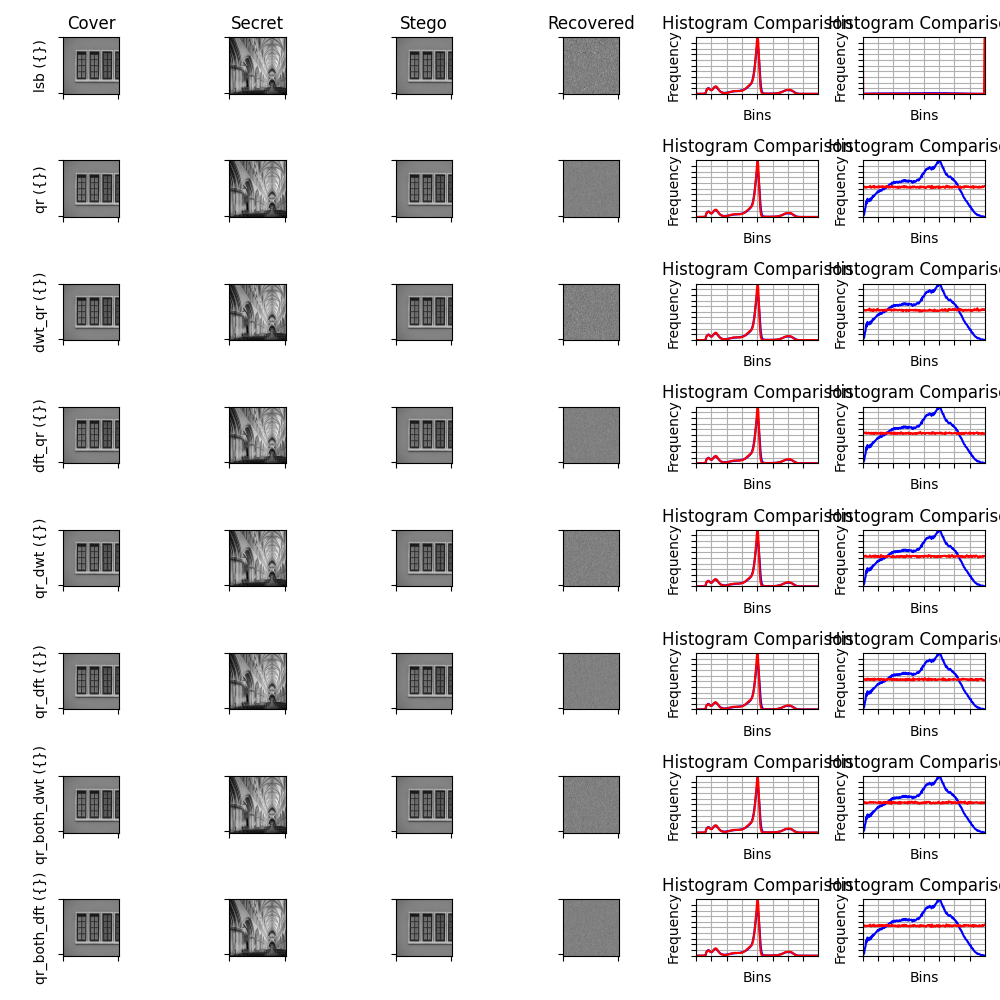 Cover Secret Stego Recovered Histogram Comparison Histogram Comparison
lsb ({}) Frequency Frequency
Bins Bins
Histogram Comparison Histogram Comparison
qr ({}) Frequency Frequency
Bins Bins
Histogram Comparison Histogram Comparison
dwt_qr ({}) Frequency Frequency
Bins Bins
Histogram Comparison Histogram Comparison
dft_qr ({}) Frequency Frequency
Bins Bins
Histogram Comparison Histogram Comparison
qr_dwt ({}) Frequency Frequency
Bins Bins
Histogram Comparison Histogram Comparison
qr_dft ({}) Frequency Frequency
Bins Bins
Histogram Comparison Histogram Comparison
qr_both_dwt ({}) Frequency Frequency
Bins Bins
Histogram Comparison Histogram Comparison
qr_both_dft ({}) Frequency Frequency
Bins Bins